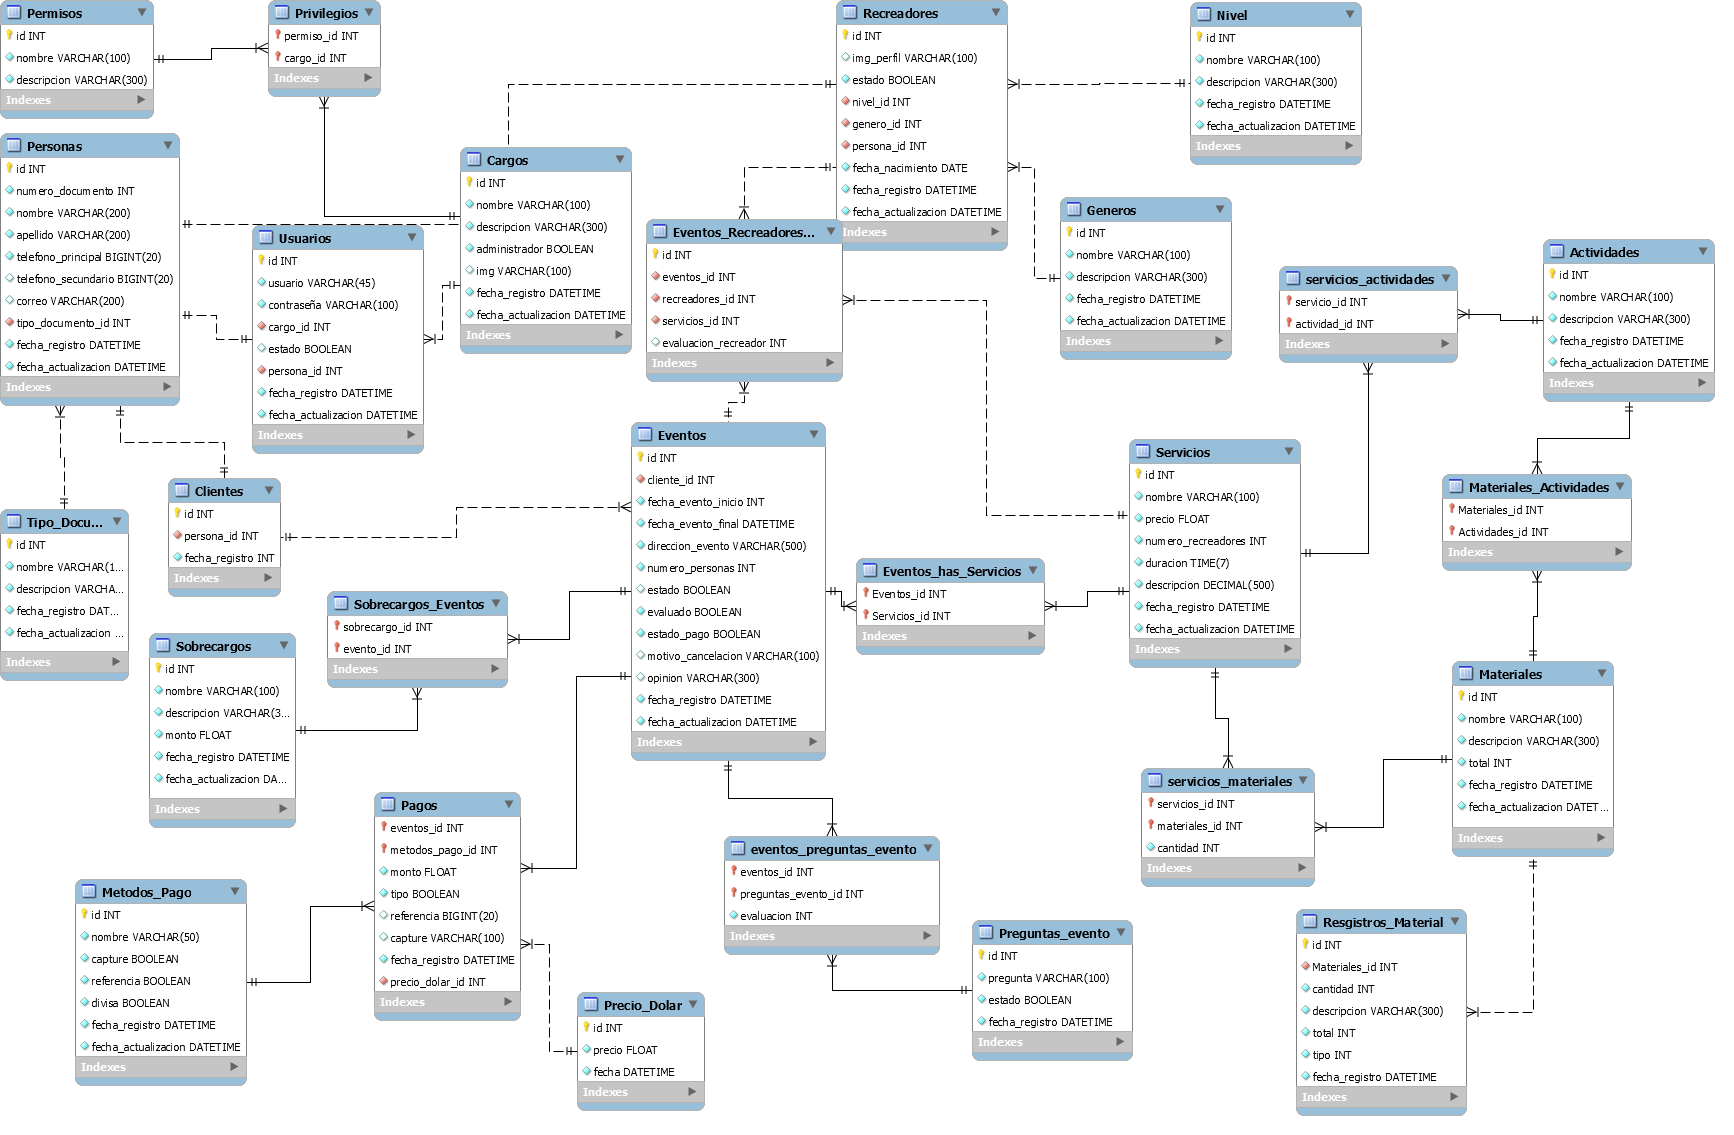 Permisos
id INT
nombre VARCHAR(100)
descripcion VARCHAR(300)
Indexes
Privilegios
permiso_id INT
cargo_id INT
Indexes
Recreadores
id INT
img_perfil VARCHAR(100)
estado BOOLEAN
nivel_id INT
genero_id INT
persona_id INT
fecha_nacimiento DATE
fecha_registro DATETIME
fecha_actualizacion DATETIME
Indexes
Nivel
id INT
nombre VARCHAR(100)
descripcion VARCHAR(300)
fecha_registro DATETIME
fecha_actualizacion DATETIME
Indexes
Personas
id INT
numero_documento INT
nombre VARCHAR(200)
apellido VARCHAR(200)
telefono_principal BIGINT(20)
telefono_secundario BIGINT(20)
correo VARCHAR(200)
tipo_documento_id INT
fecha_registro DATETIME
fecha_actualizacion DATETIME
Indexes
Usuarios
id INT
usuario VARCHAR(45)
contraseña VARCHAR(100)
cargo_id INT
estado BOOLEAN
persona_id INT
fecha_registro DATETIME
fecha_actualizacion DATETIME
Indexes
Cargos
id INT
nombre VARCHAR(100)
descripcion VARCHAR(300)
administrador BOOLEAN
img VARCHAR(100)
fecha_registro DATETIME
fecha_actualizacion DATETIME
Indexes
Eventos_Recreadores...
id INT
eventos_id INT
recreadores_id INT
servicios_id INT
evaluacion_recreador INT
Indexes
Generos
id INT
nombre VARCHAR(100)
descripcion VARCHAR(300)
fecha_registro DATETIME
fecha_actualizacion DATETIME
Indexes
servicios_actividades
servicio_id INT
actividad_id INT
Indexes
Actividades
id INT
nombre VARCHAR(100)
descripcion VARCHAR(300)
fecha_registro DATETIME
fecha_actualizacion DATETIME
Indexes
Tipo_Docu...
id INT
nombre VARCHAR(1...
descripcion VARCHA...
fecha_registro DAT...
fecha_actualizacion ...
Indexes
Clientes
id INT
persona_id INT
fecha_registro INT
Indexes
Eventos
id INT
cliente_id INT
fecha_evento_inicio INT
fecha_evento_final DATETIME
direccion_evento VARCHAR(500)
numero_personas INT
estado BOOLEAN
evaluado BOOLEAN
estado_pago BOOLEAN
motivo_cancelacion VARCHAR(100)
opinion VARCHAR(300)
fecha_registro DATETIME
fecha_actualizacion DATETIME
Indexes
Servicios
id INT
nombre VARCHAR(100)
precio FLOAT
numero_recreadores INT
duracion TIME(7)
descripcion DECIMAL(500)
fecha_registro DATETIME
fecha_actualizacion DATETIME
Indexes
Materiales_Actividades
Materiales_id INT
Actividades_id INT
Indexes
Eventos_has_Servicios
Eventos_id INT
Servicios_id INT
Indexes
Sobrecargos_Eventos
sobrecargo_id INT
evento_id INT
Indexes
Sobrecargos
id INT
nombre VARCHAR(100)
descripcion VARCHAR(3...
monto FLOAT
fecha_registro DATETIME
fecha_actualizacion DA...
Indexes
Materiales
id INT
nombre VARCHAR(100)
descripcion VARCHAR(300)
total INT
fecha_registro DATETIME
fecha_actualizacion DATET...
Indexes
servicios_materiales
servicios_id INT
materiales_id INT
cantidad INT
Indexes
Pagos
eventos_id INT
metodos_pago_id INT
monto FLOAT
tipo BOOLEAN
referencia BIGINT(20)
capture VARCHAR(100)
fecha_registro DATETIME
precio_dolar_id INT
Indexes
eventos_preguntas_evento
eventos_id INT
preguntas_evento_id INT
evaluacion INT
Indexes
Metodos_Pago
id INT
nombre VARCHAR(50)
capture BOOLEAN
referencia BOOLEAN
divisa BOOLEAN
fecha_registro DATETIME
fecha_actualizacion DATETIME
Indexes
Preguntas_evento
id INT
pregunta VARCHAR(100)
estado BOOLEAN
fecha_registro DATETIME
Indexes
Resgistros_Material
id INT
Materiales_id INT
cantidad INT
descripcion VARCHAR(300)
total INT
tipo INT
fecha_registro DATETIME
Indexes
Precio_Dolar
id INT
precio FLOAT
fecha DATETIME
Indexes